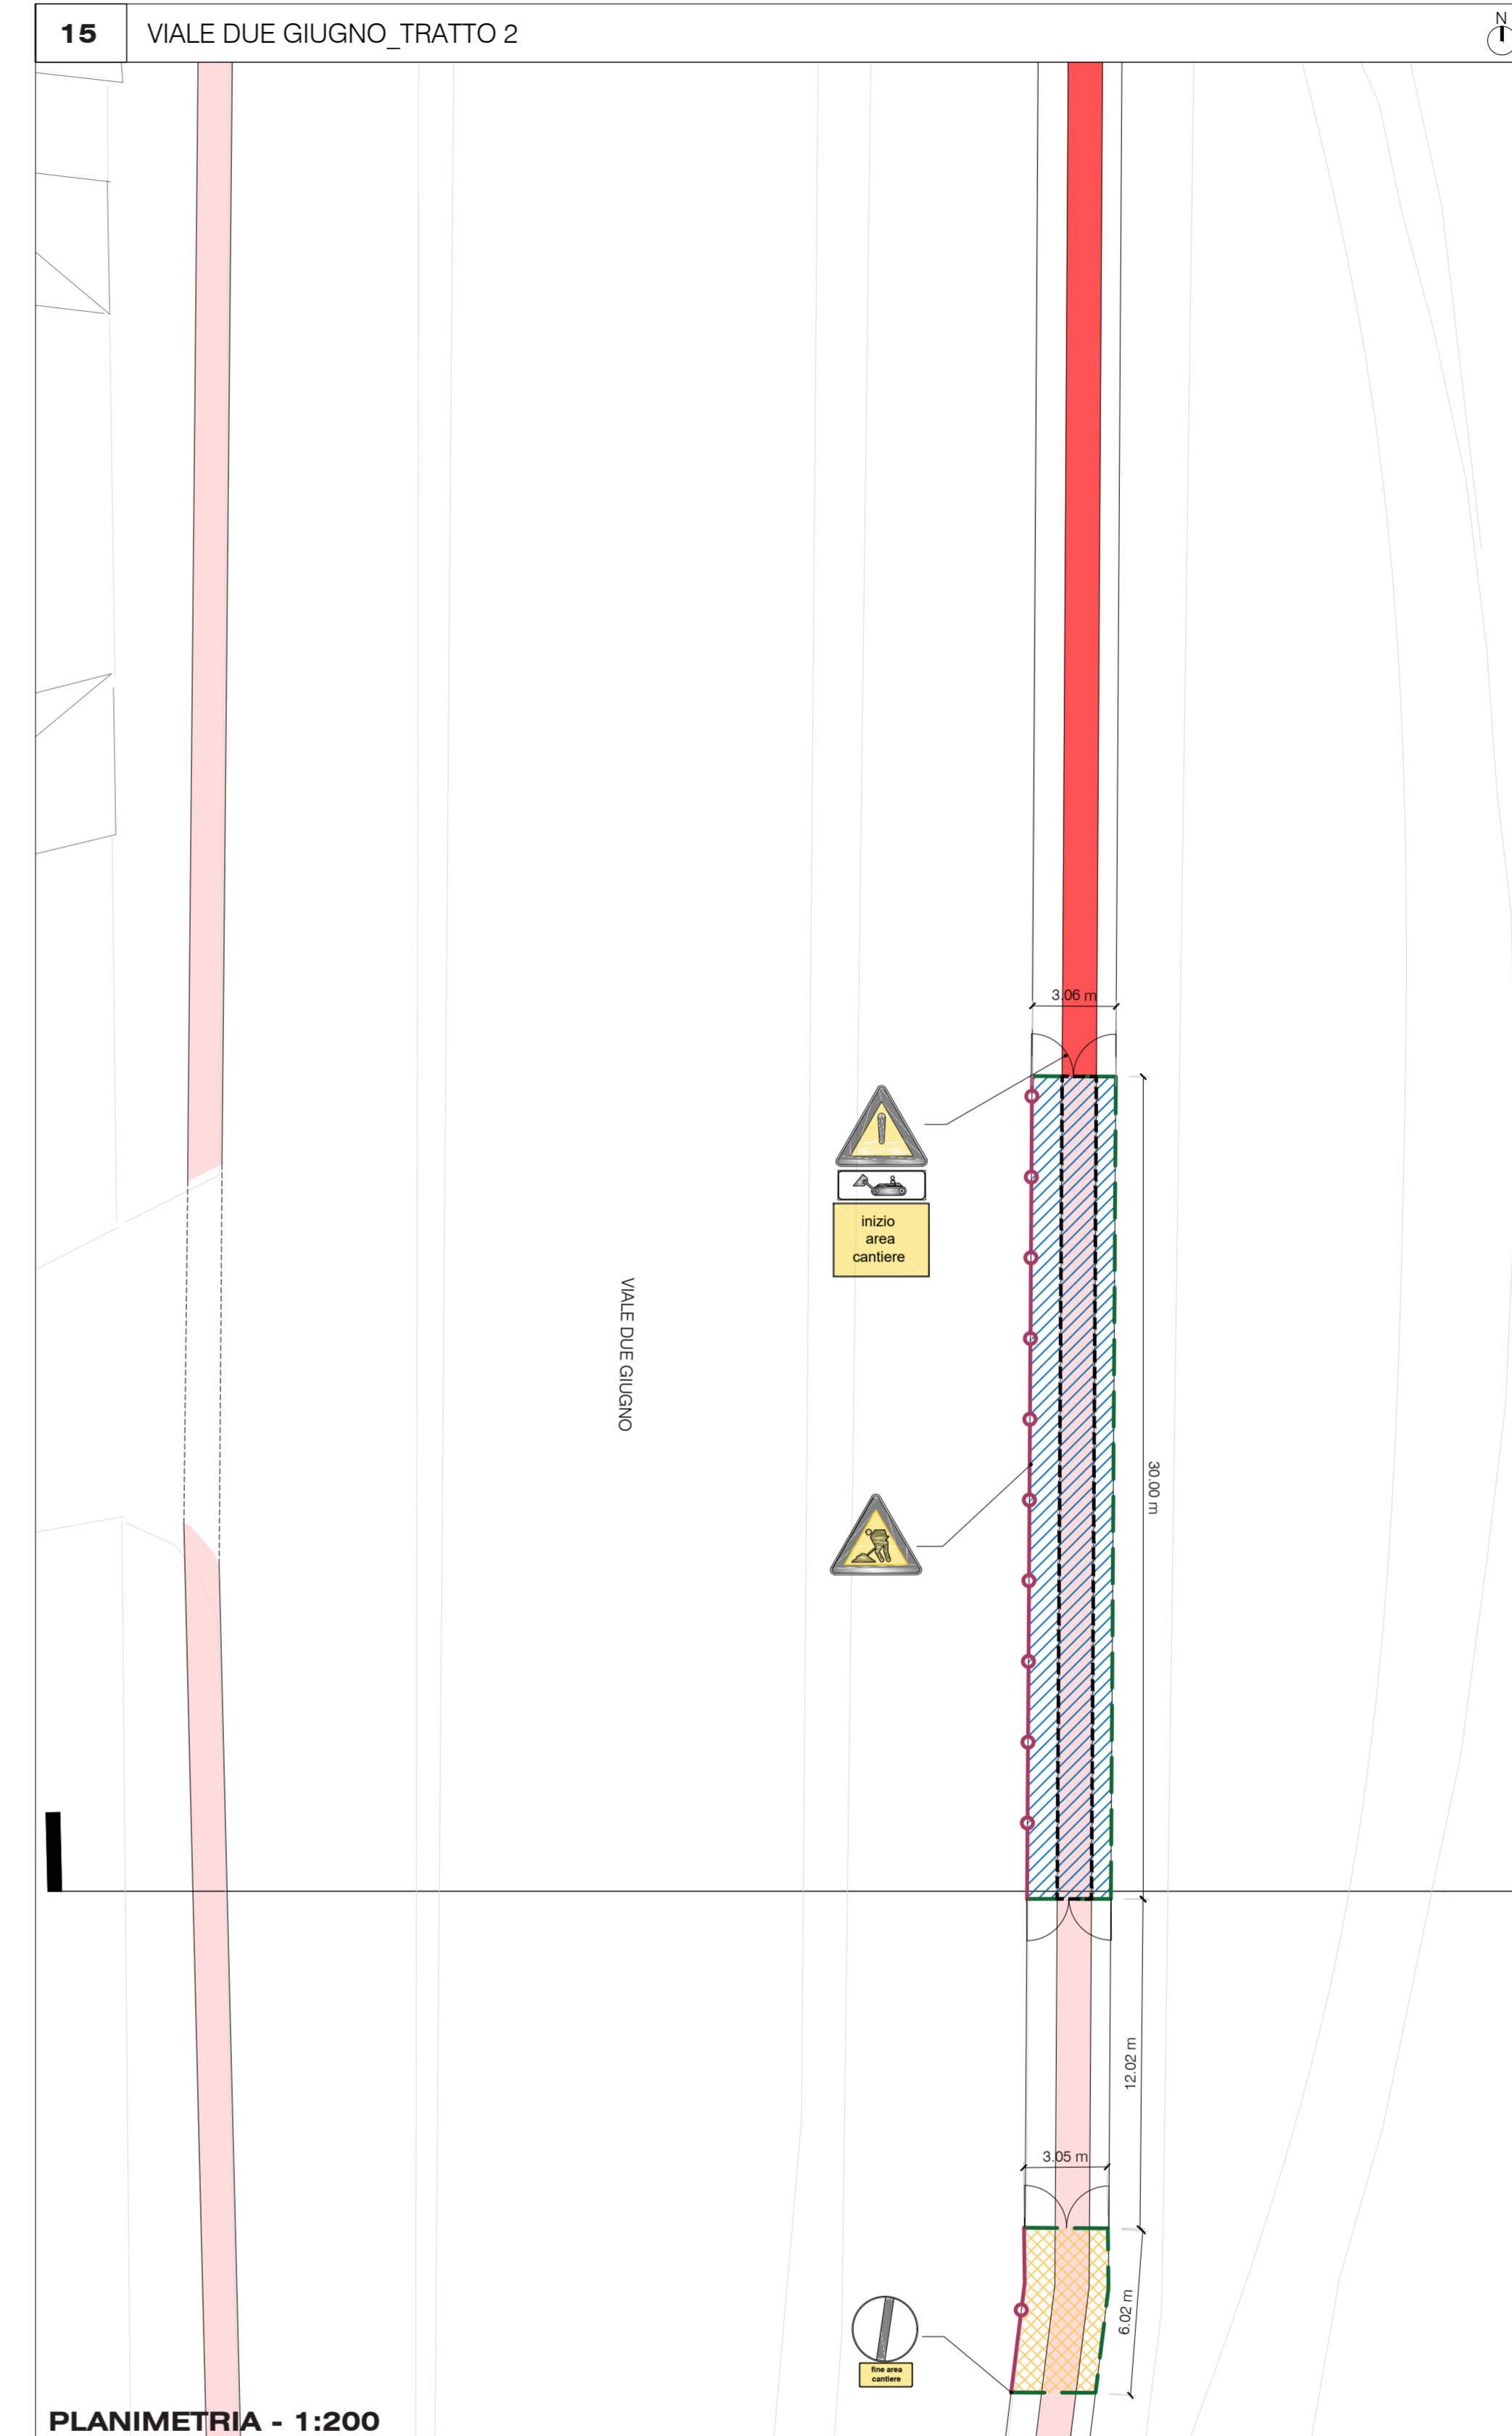 15
VIALE DUE GIUGNO_TRATTO 2
N
3.06 m
inizio
area
cantiere
VIALE DUE GIUGNO
30.00 m
12.02 m
3.05 m
6.02 m
fine area
cantiere
PLANIMETRIA - 1:200